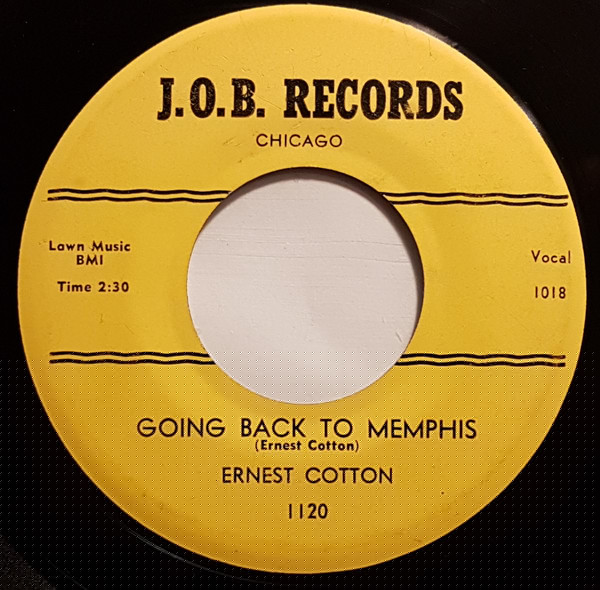 J.O.B. RECORDS
CHICAGO
Lawn Music
BMI
Time 2:30
Vocal
1018
GOING BACK TO MEMPHIS
(Ernest Cotton)
ERNEST COTTON
1120